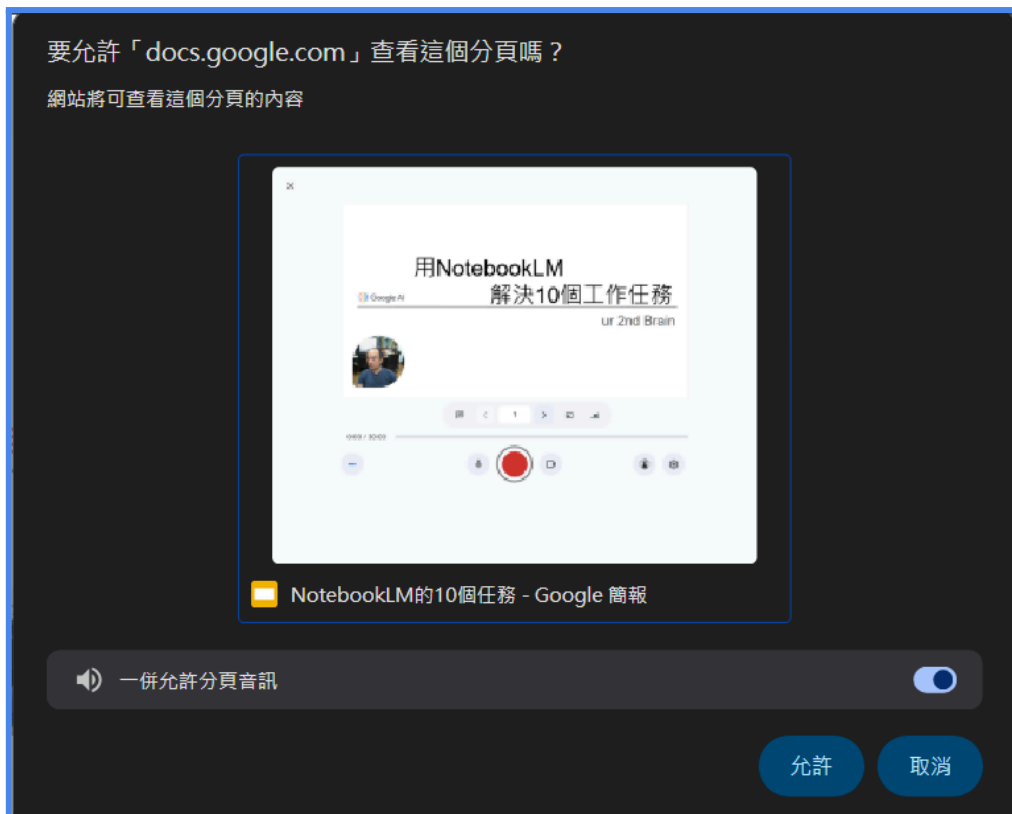 要允許「docs.google.com」查看這個分頁嗎？
網站將可查看這個分頁的內容
用NotebookLM
解決10個工作任務
Google AI
ur 2nd Brain
1
NotebookLM的10個任務 - Google 簡報
一併允許分頁音訊
允許
取消